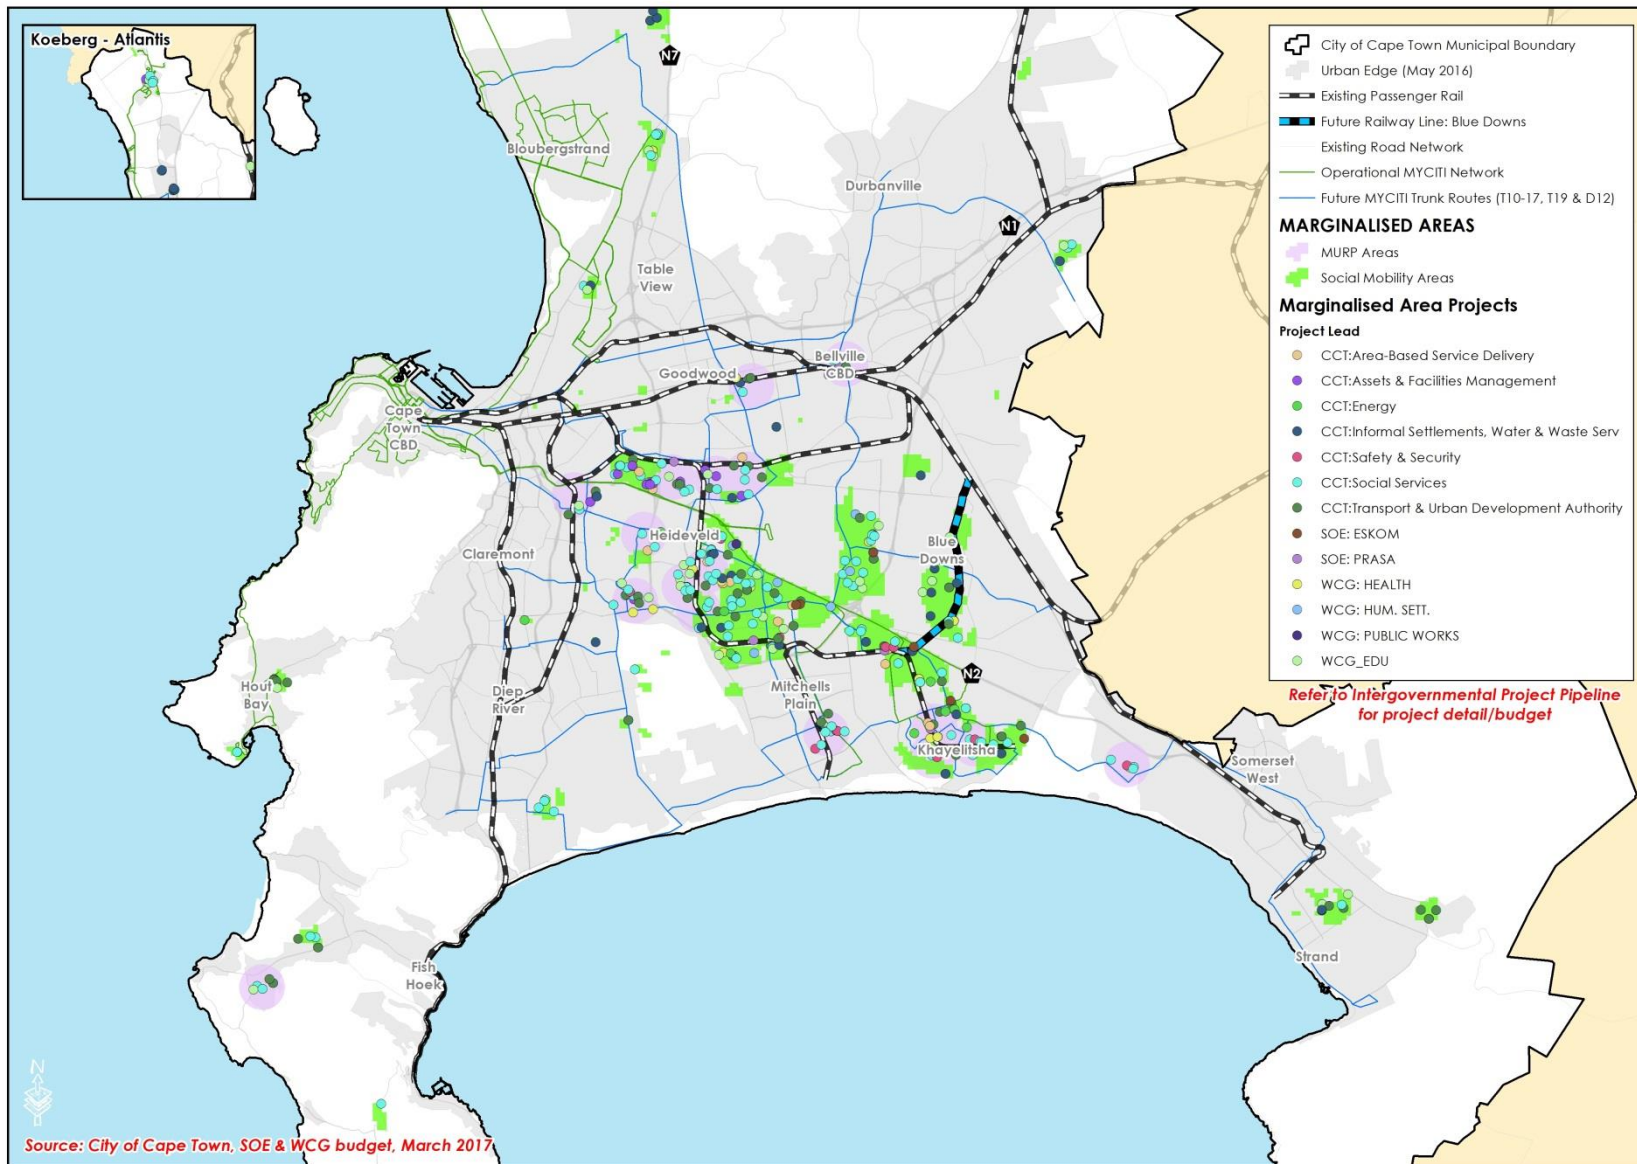 Koeberg - Atlantis
N7
Bloubergstrand
Durbanville
N1
Table
View
Bellville
CBD
Goodwood
Cape
Town
CBD
Heideveld
Claremont
Blue
Downs
Hout
Bay
Diep
River
Mitchells
Plain
N2
Khayelitsha
Somerset
West
Fish
Hoek
Strand
N
Source: City of Cape Town, SOE & WCG budget, March 2017
City of Cape Town Municipal Boundary
Urban Edge (May 2016)
Existing Passenger Rail
Future Railway Line: Blue Downs
Existing Road Network
Operational MYCITI Network
Future MYCITI Trunk Routes (T10-17, T19 & D12)
MARGINALISED AREAS
MURP Areas
Social Mobility Areas
Marginalised Area Projects
Project Lead
CCT:Area-Based Service Delivery
CCT:Assets & Facilities Management
CCT:Energy
CCT:Informal Settlements, Water & Waste Serv
CCT:Safety & Security
CCT:Social Services
CCT:Transport & Urban Development Authority
SOE: ESKOM
SOE: PRASA
WCG: HEALTH
WCG: HUM. SETT.
WCG: PUBLIC WORKS
WCG_EDU
Refer to Intergovernmental Project Pipeline
for project detail/budget